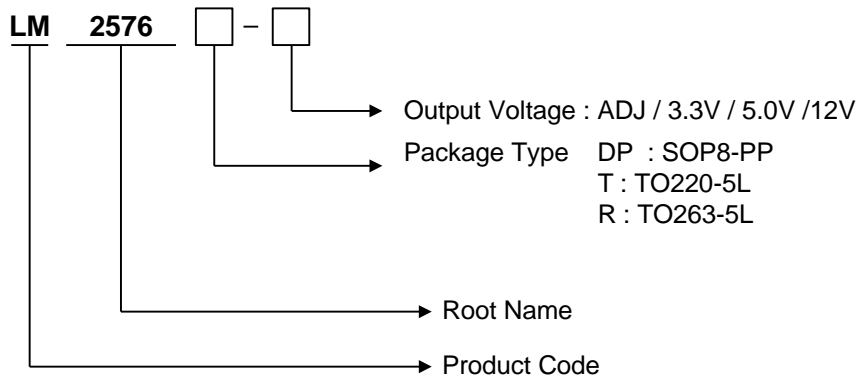 LM 2576 □ – □
Output Voltage : ADJ / 3.3V / 5.0V /12V
Package Type DP : SOP8-PP
T : TO220-5L
R : TO263-5L
Root Name
Product Code